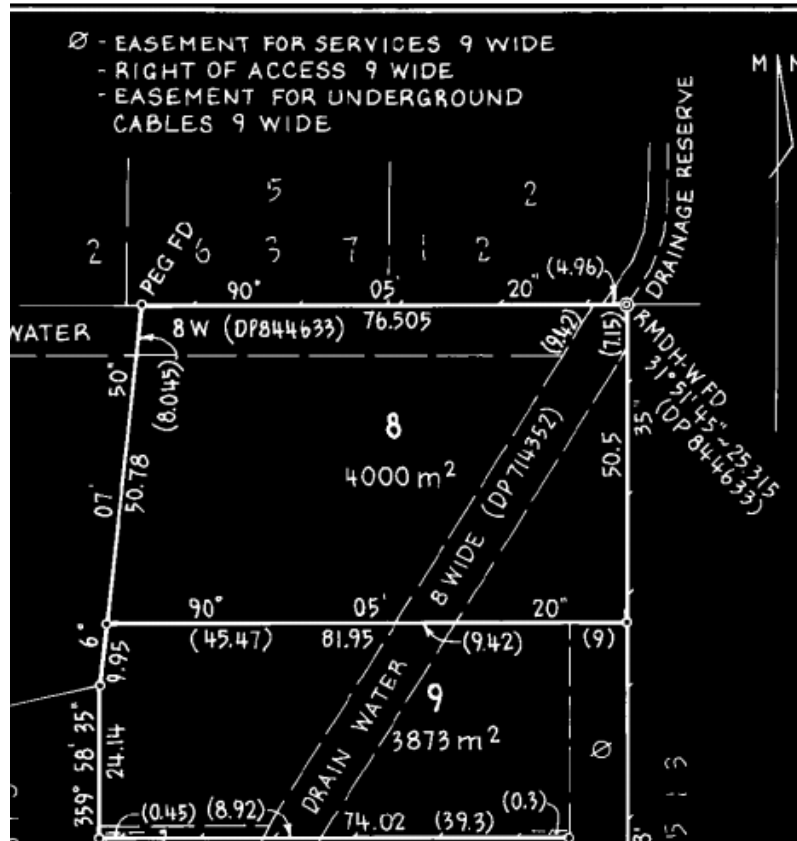 Ø - EASEMENT FOR SERVICES 9 WIDE
- RIGHT OF ACCESS 9 WIDE
- EASEMENT FOR UNDERGROUND
CABLES 9 WIDE
M
DRAINAGE RESERVE
5
2
2 6 3 7 1 2
PEG FD
90° 05' 20"
(4.96)
WATER
8 W (DP844633)
76.505
(9.42)
(7.15)
RMDH-W FD
31°51'45"~25.315
(DP 844633)
(8.045)
6° 07' 50"
50.78
8
4000 m²
50.5
35"
8 WIDE (DP714352)
90° 05' 20"
(45.47) 81.95 (9.42) (9)
9.95
DRAIN WATER
9
3873 m²
Ø
359° 58' 35"
24.14
(0.45) (8.92) 74.02 (39.3) (0.3)